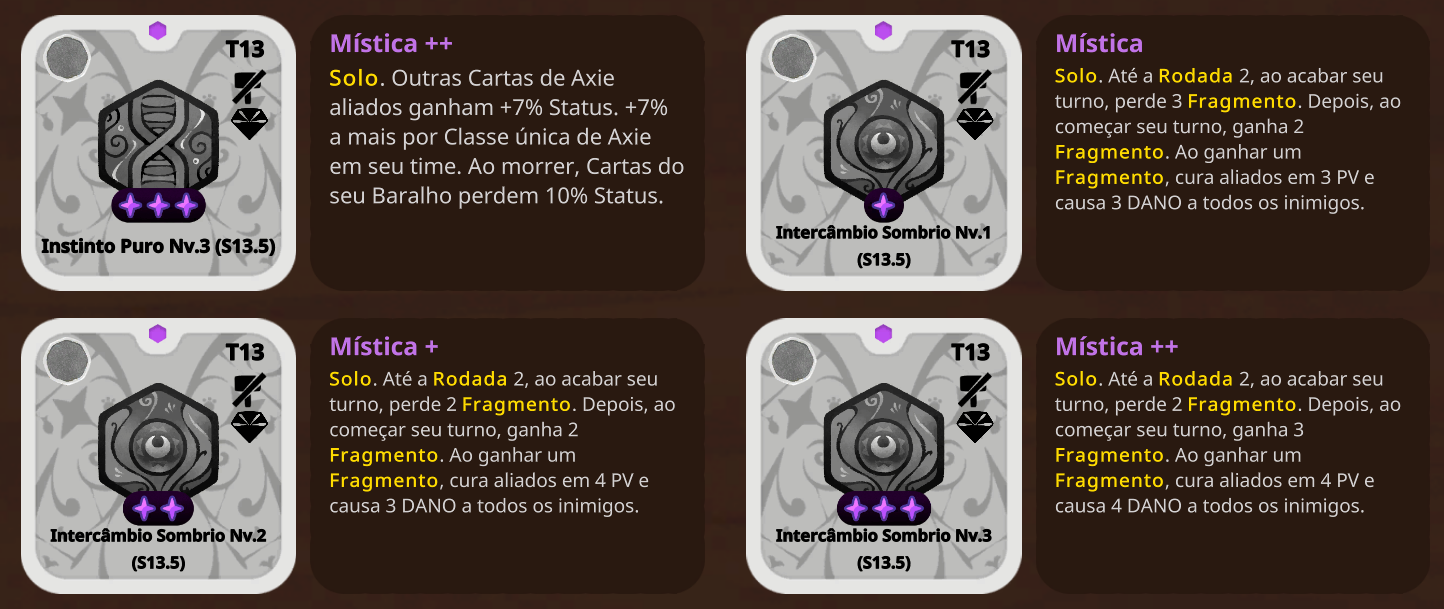 T13
Instinto Puro Nv.3 (S13.5)
Mística ++
Solo. Outras Cartas de Axie
aliados ganham +7% Status. +7%
a mais por Classe única de Axie
em seu time. Ao morrer, Cartas do
seu Baralho perdem 10% Status.
T13
Intercâmbio Sombrio Nv.1
(S13.5)
Mística
Solo. Até a Rodada 2, ao acabar seu
turno, perde 3 Fragmento. Depois, ao
começar seu turno, ganha 2
Fragmento. Ao ganhar um
Fragmento, cura aliados em 3 PV e
causa 3 DANO a todos os inimigos.
T13
Intercâmbio Sombrio Nv.2
(S13.5)
Mística +
Solo. Até a Rodada 2, ao acabar seu
turno, perde 2 Fragmento. Depois, ao
começar seu turno, ganha 2
Fragmento. Ao ganhar um
Fragmento, cura aliados em 4 PV e
causa 3 DANO a todos os inimigos.
T13
Intercâmbio Sombrio Nv.3
(S13.5)
Mística ++
Solo. Até a Rodada 2, ao acabar seu
turno, perde 2 Fragmento. Depois, ao
começar seu turno, ganha 3
Fragmento. Ao ganhar um
Fragmento, cura aliados em 4 PV e
causa 4 DANO a todos os inimigos.